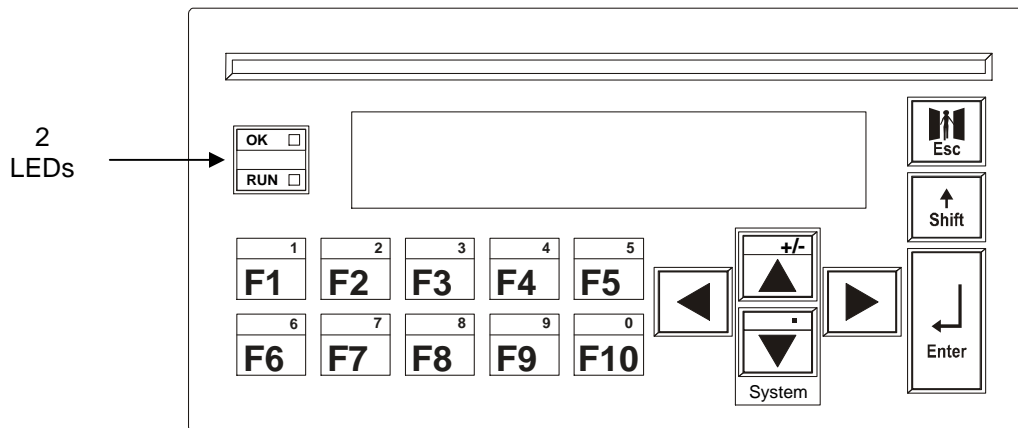 2
LEDs
OK
RUN
Esc
Shift
1 2 3 4 5
F1 F2 F3 F4 F5
+/-
6 7 8 9 0
F6 F7 F8 F9 F10
.
Enter
System